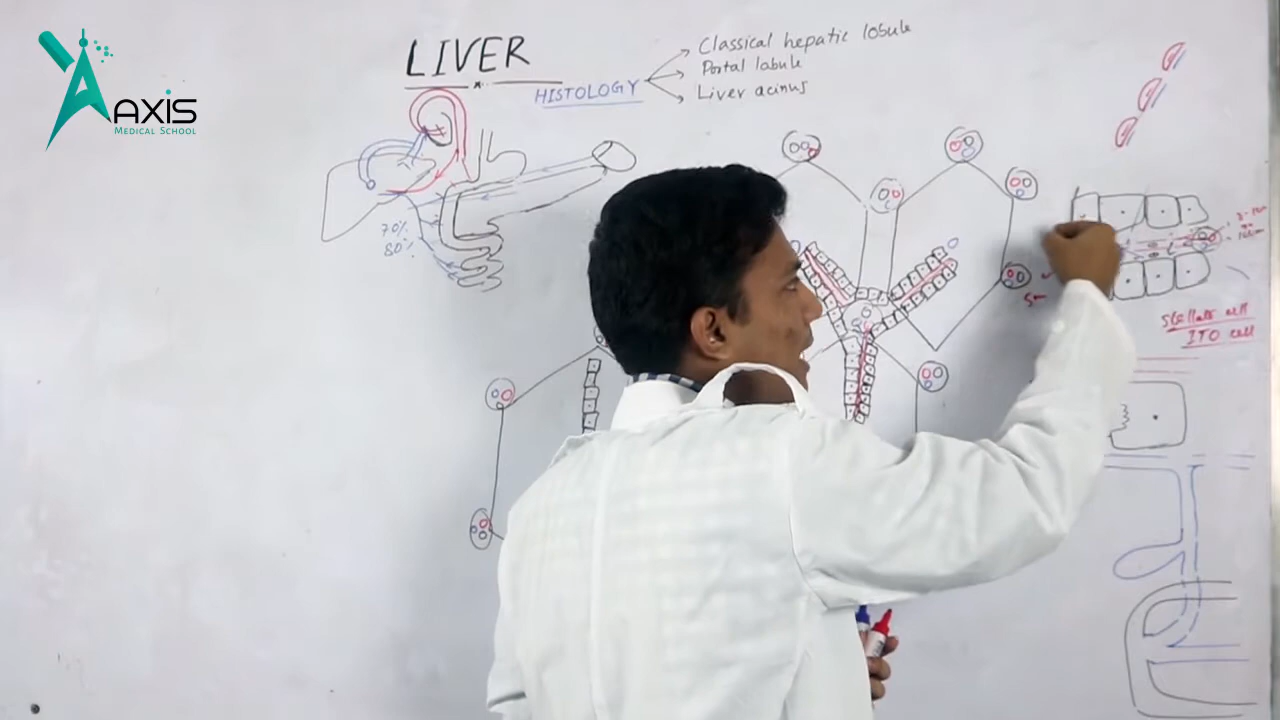 AXIS
MEDICAL SCHOOL
LIVER
HISTOLOGY
Classical hepatic lobule
Portal lobule
Liver acinus
70%
80%
Stellate cell
ITO cell